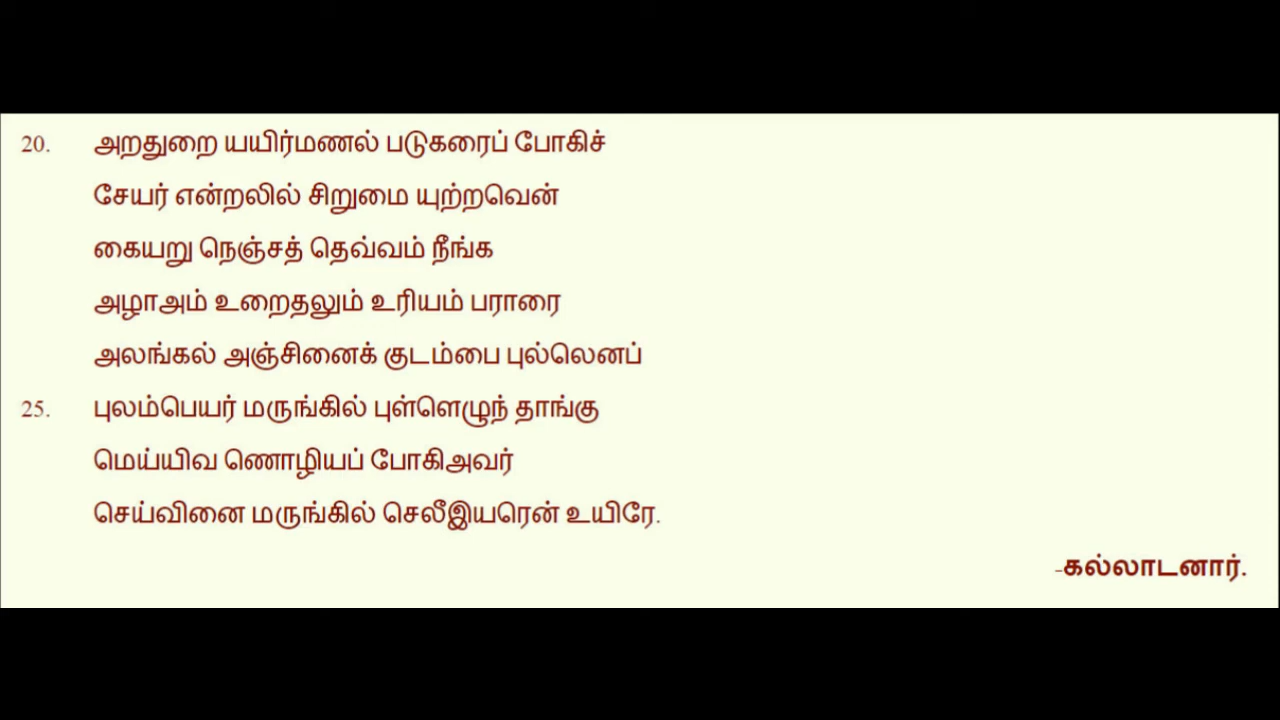 20. அறதுறை யயிர்மணல் படுகரைப் போகிச்
சேயர் என்றலில் சிறுமை யுற்றவென்
கையறு நெஞ்சத் தெவ்வம் நீங்க
அழாஅம் உறைதலும் உரியம் பராரை
அலங்கல் அஞ்சினைக் குடம்பை புல்லெனப்
25. புலம்பெயர் மருங்கில் புள்ளெழுந் தாங்கு
மெய்யிவ ணொழியப் போகிஅவர்
செய்வினை மருங்கில் செலீஇயரென் உயிரே.
-கல்லாடனார்.